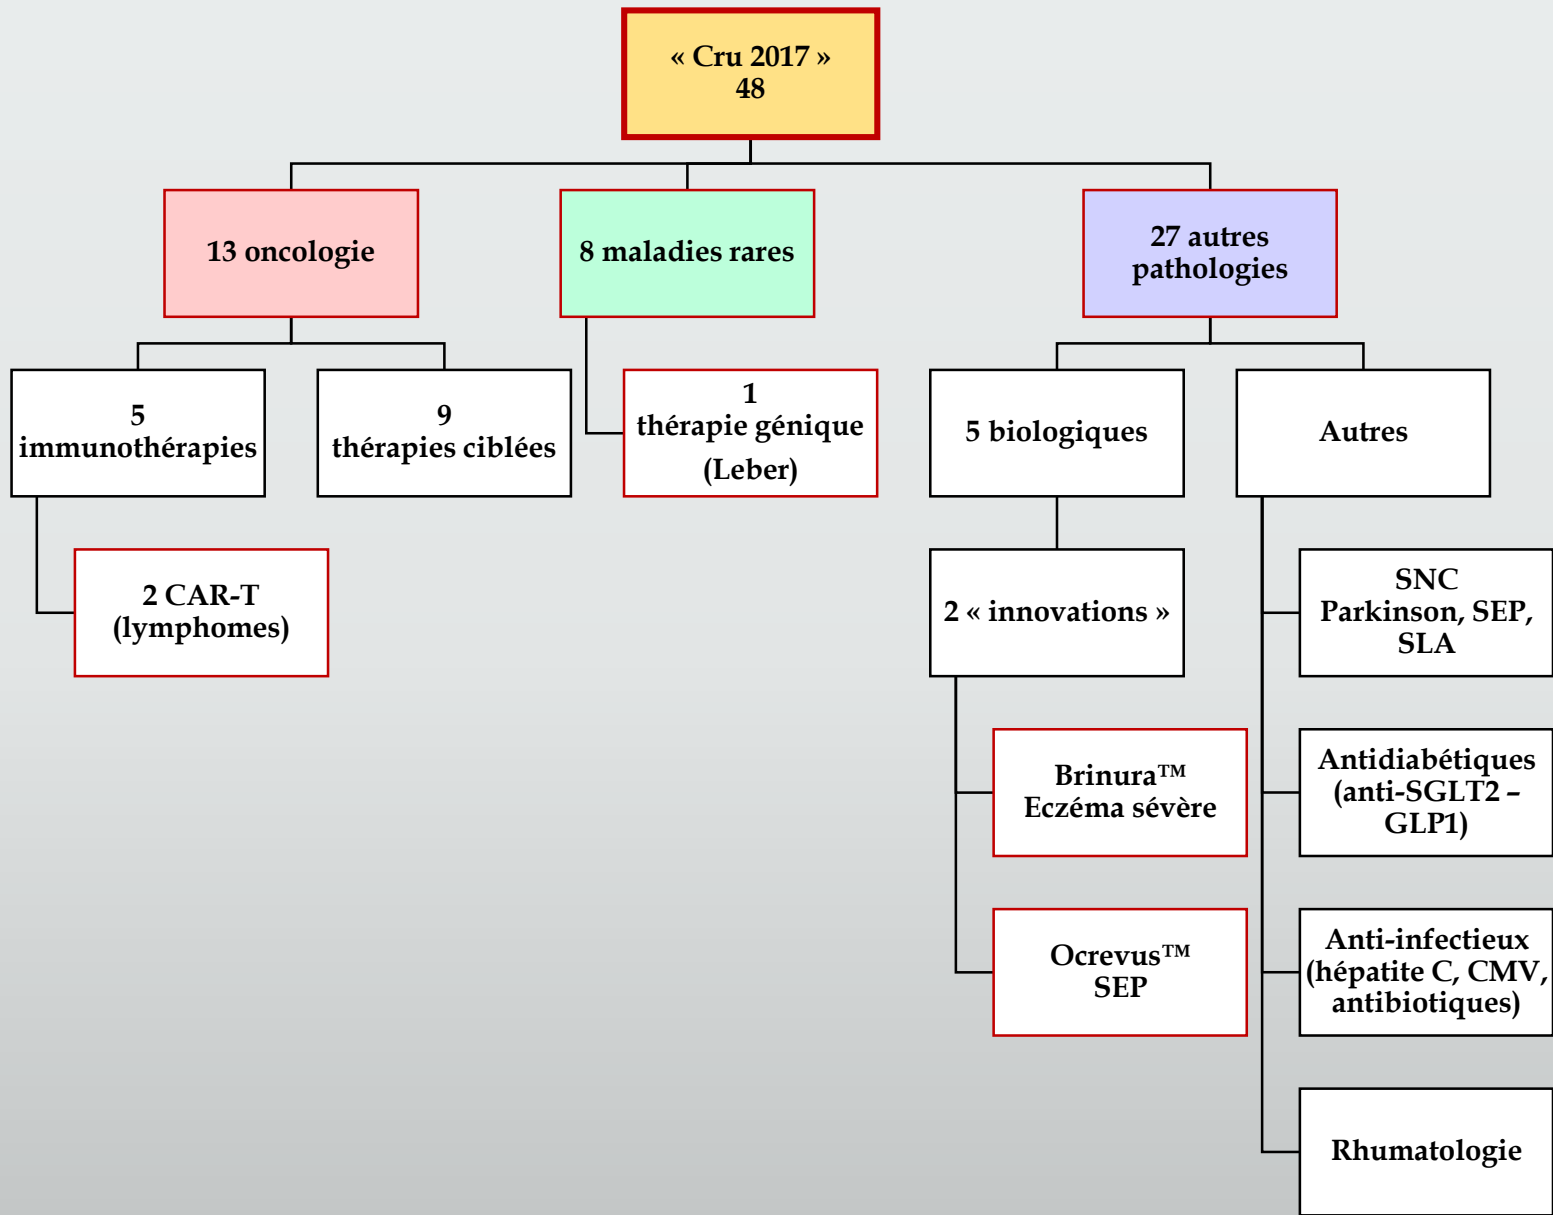 « Cru 2017 »
48
13 oncologie
8 maladies rares
27 autres
pathologies
5
immunothérapies
9
thérapies ciblées
1
thérapie génique
(Leber)
5 biologiques
Autres
2 CAR-T
(lymphomes)
2 « innovations »
SNC
Parkinson, SEP,
SLA
Brinura™
Eczéma sévère
Antidiabétiques
(anti-SGLT2 –
GLP1)
Ocrevus™
SEP
Anti-infectieux
(hépatite C, CMV,
antibiotiques)
Rhumatologie